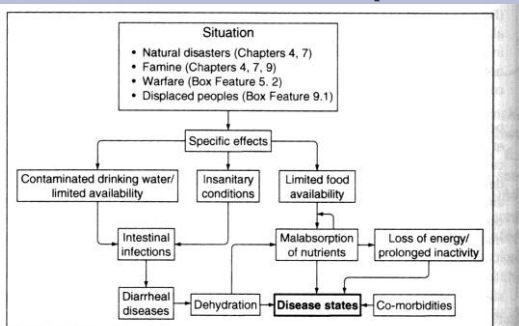 Situation
• Natural disasters (Chapters 4, 7)
• Famine (Chapters 4, 7, 9)
• Warfare (Box Feature 5. 2)
• Displaced peoples (Box Feature 9.1)
Specific effects
Contaminated drinking water/
limited availability
Insanitary
conditions
Limited food
availability
Intestinal
infections
Malabsorption
of nutrients
Loss of energy/
prolonged inactivity
Diarrheal
diseases
Dehydration
Disease states
Co-morbidities